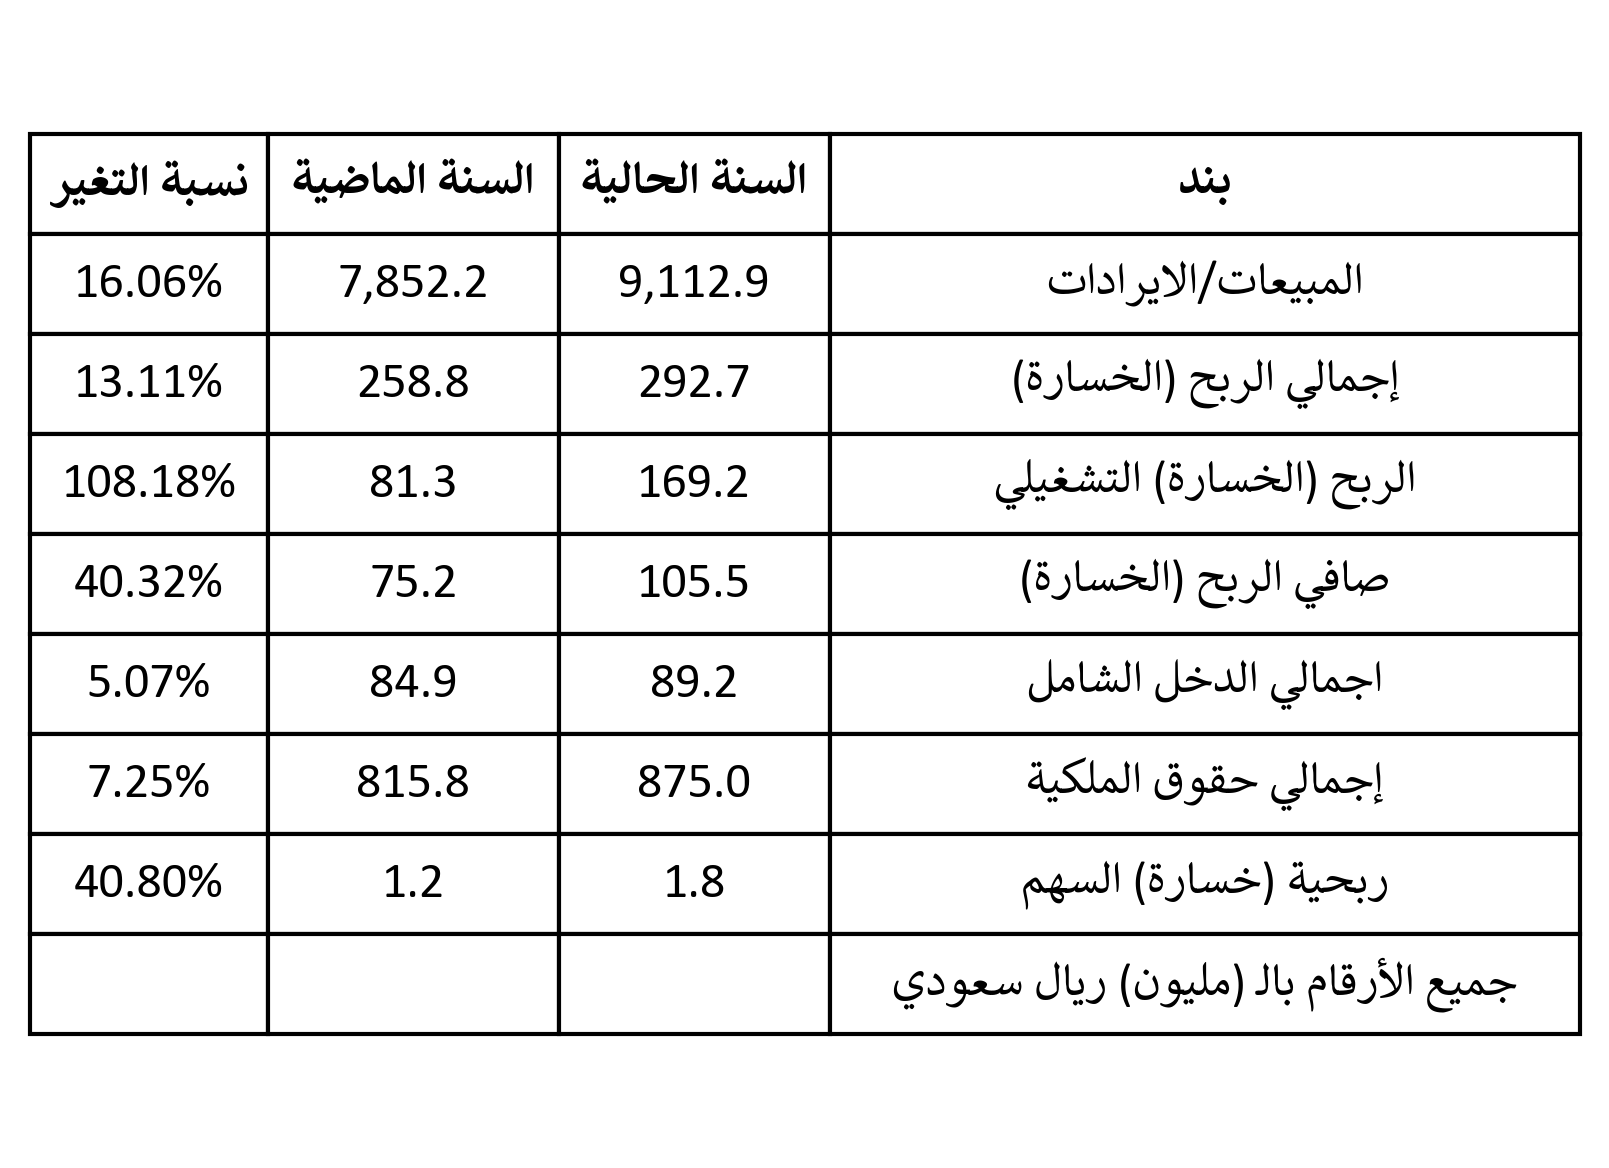 بند السنة الحالية السنة الماضية نسبة التغير
المبيعات/الايرادات 9,112.9 7,852.2 16.06%
إجمالي الربح (الخسارة) 292.7 258.8 13.11%
الربح (الخسارة) التشغيلي 169.2 81.3 108.18%
صافي الربح (الخسارة) 105.5 75.2 40.32%
اجمالي الدخل الشامل 89.2 84.9 5.07%
إجمالي حقوق الملكية 875.0 815.8 7.25%
ربحية (خسارة) السهم 1.8 1.2 40.80%
جميع الأرقام بالـ (مليون) ريال سعودي